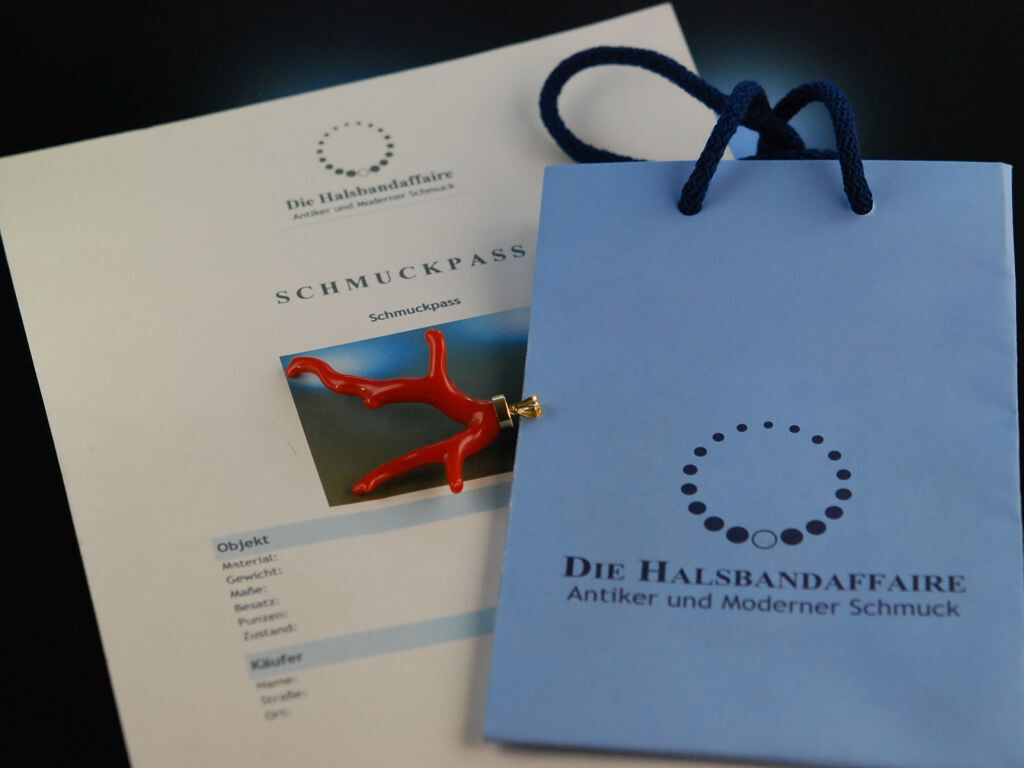 Die Halsbandaffaire
Antiker und Moderner Schmuck
SCHMUCKPASS
Schmuckpass
Objekt
Material:
Gewicht:
Maße:
Besatz:
Punzen:
Zustand:
Käufer
Name:
Straße:
Ort:
DIE HALSBANDAFFAIRE
Antiker und Moderner Schmuck